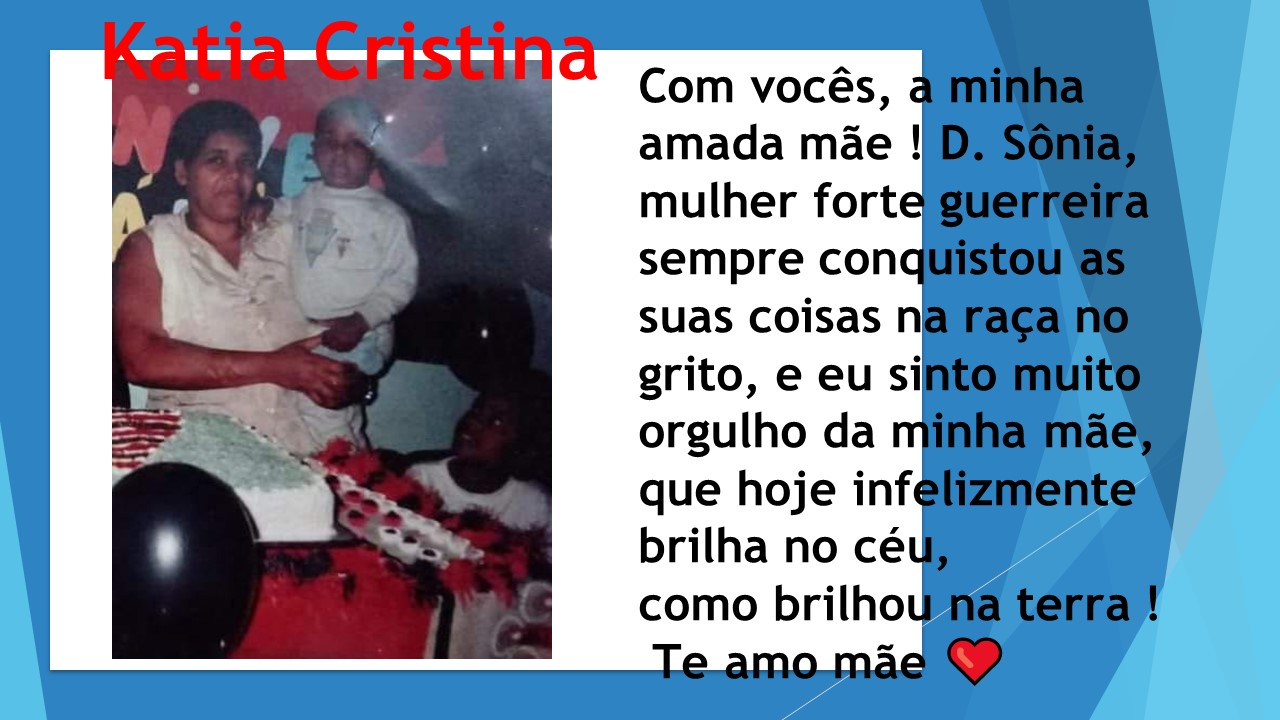 Katia Cristina
Com vocês, a minha
amada mãe ! D. Sônia,
mulher forte guerreira
sempre conquistou as
suas coisas na raça no
grito, e eu sinto muito
orgulho da minha mãe,
que hoje infelizmente
brilha no céu,
como brilhou na terra !
Te amo mãe